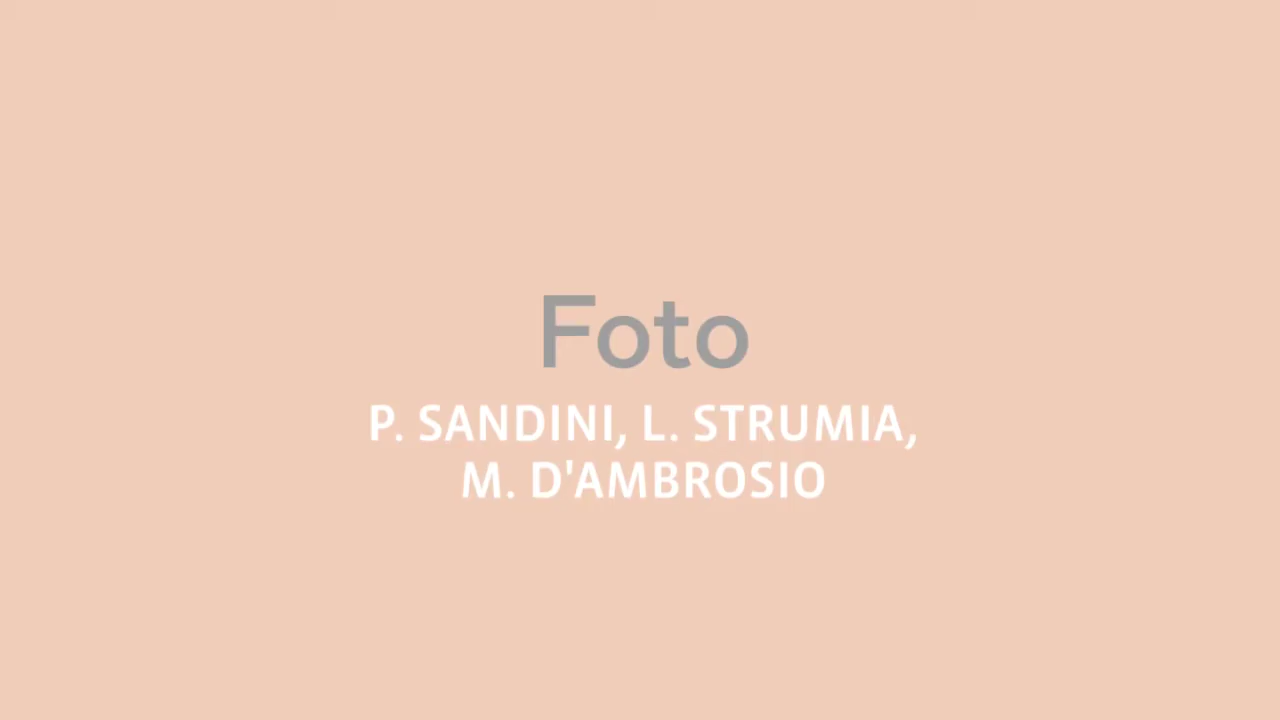 Foto
P. SANDINI, L. STRUMIA,
M. D'AMBROSIO